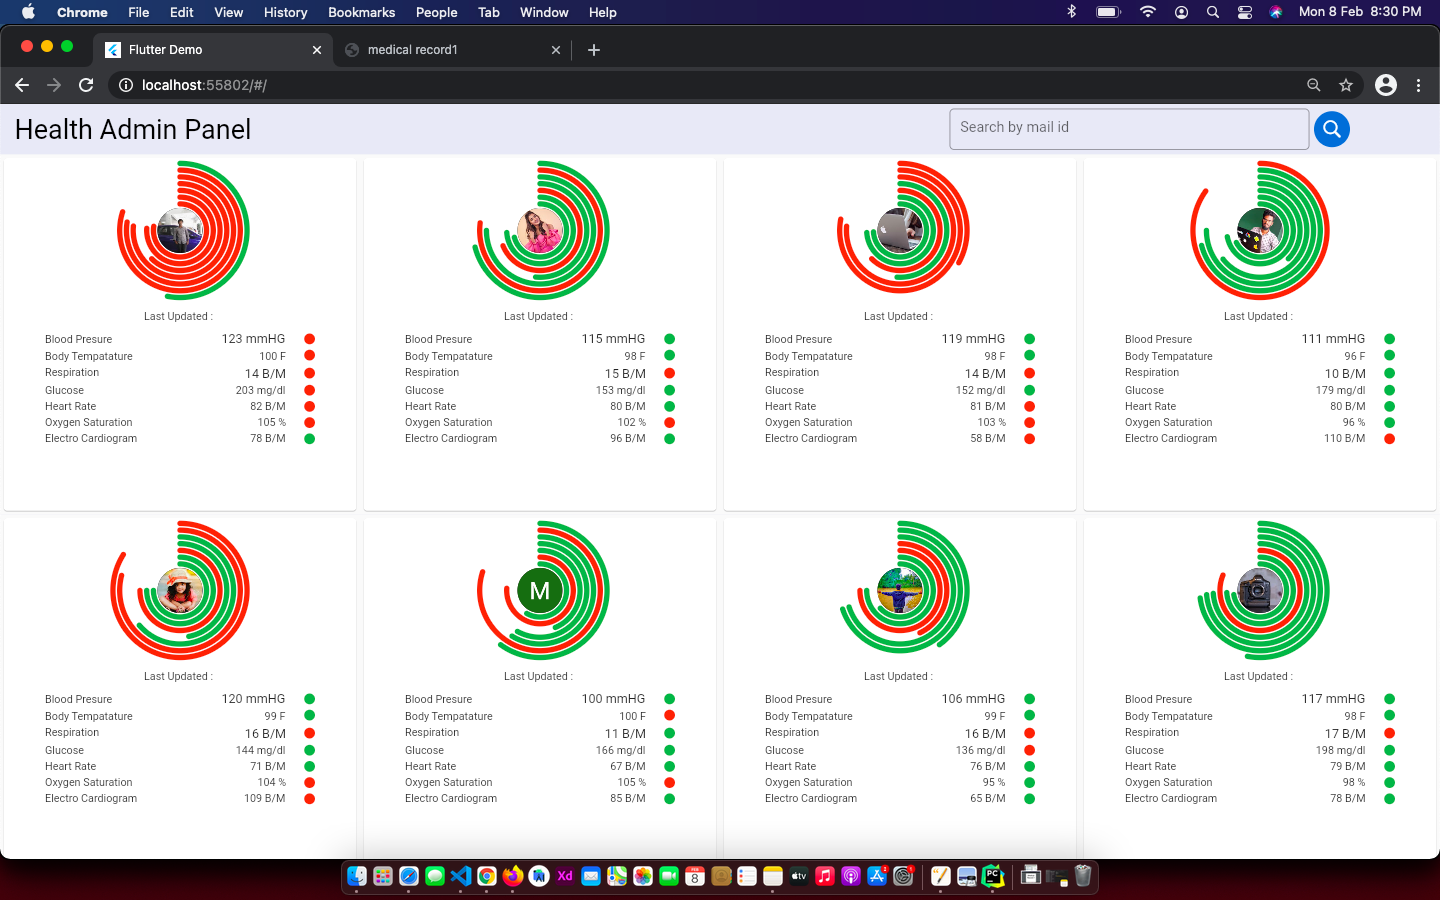 Chrome File Edit View History Bookmarks People Tab Window Help Mon 8 Feb 8:30 PM
Flutter Demo medical record1
localhost:55802/#/
Health Admin Panel Search by mail id
Last Updated :
Blood Presure 123 mmHG
Body Tempatature 100 F
Respiration 14 B/M
Glucose 203 mg/dl
Heart Rate 82 B/M
Oxygen Saturation 105 %
Electro Cardiogram 78 B/M
Last Updated :
Blood Presure 115 mmHG
Body Tempatature 98 F
Respiration 15 B/M
Glucose 153 mg/dl
Heart Rate 80 B/M
Oxygen Saturation 102 %
Electro Cardiogram 96 B/M
Last Updated :
Blood Presure 119 mmHG
Body Tempatature 98 F
Respiration 14 B/M
Glucose 152 mg/dl
Heart Rate 81 B/M
Oxygen Saturation 103 %
Electro Cardiogram 58 B/M
Last Updated :
Blood Presure 111 mmHG
Body Tempatature 96 F
Respiration 10 B/M
Glucose 179 mg/dl
Heart Rate 80 B/M
Oxygen Saturation 96 %
Electro Cardiogram 110 B/M
Last Updated :
Blood Presure 120 mmHG
Body Tempatature 99 F
Respiration 16 B/M
Glucose 144 mg/dl
Heart Rate 71 B/M
Oxygen Saturation 104 %
Electro Cardiogram 109 B/M
M
Last Updated :
Blood Presure 100 mmHG
Body Tempatature 100 F
Respiration 11 B/M
Glucose 166 mg/dl
Heart Rate 67 B/M
Oxygen Saturation 105 %
Electro Cardiogram 85 B/M
Last Updated :
Blood Presure 106 mmHG
Body Tempatature 99 F
Respiration 16 B/M
Glucose 136 mg/dl
Heart Rate 76 B/M
Oxygen Saturation 95 %
Electro Cardiogram 65 B/M
Last Updated :
Blood Presure 117 mmHG
Body Tempatature 98 F
Respiration 17 B/M
Glucose 198 mg/dl
Heart Rate 79 B/M
Oxygen Saturation 98 %
Electro Cardiogram 78 B/M
Xd FEB 8 tv PC